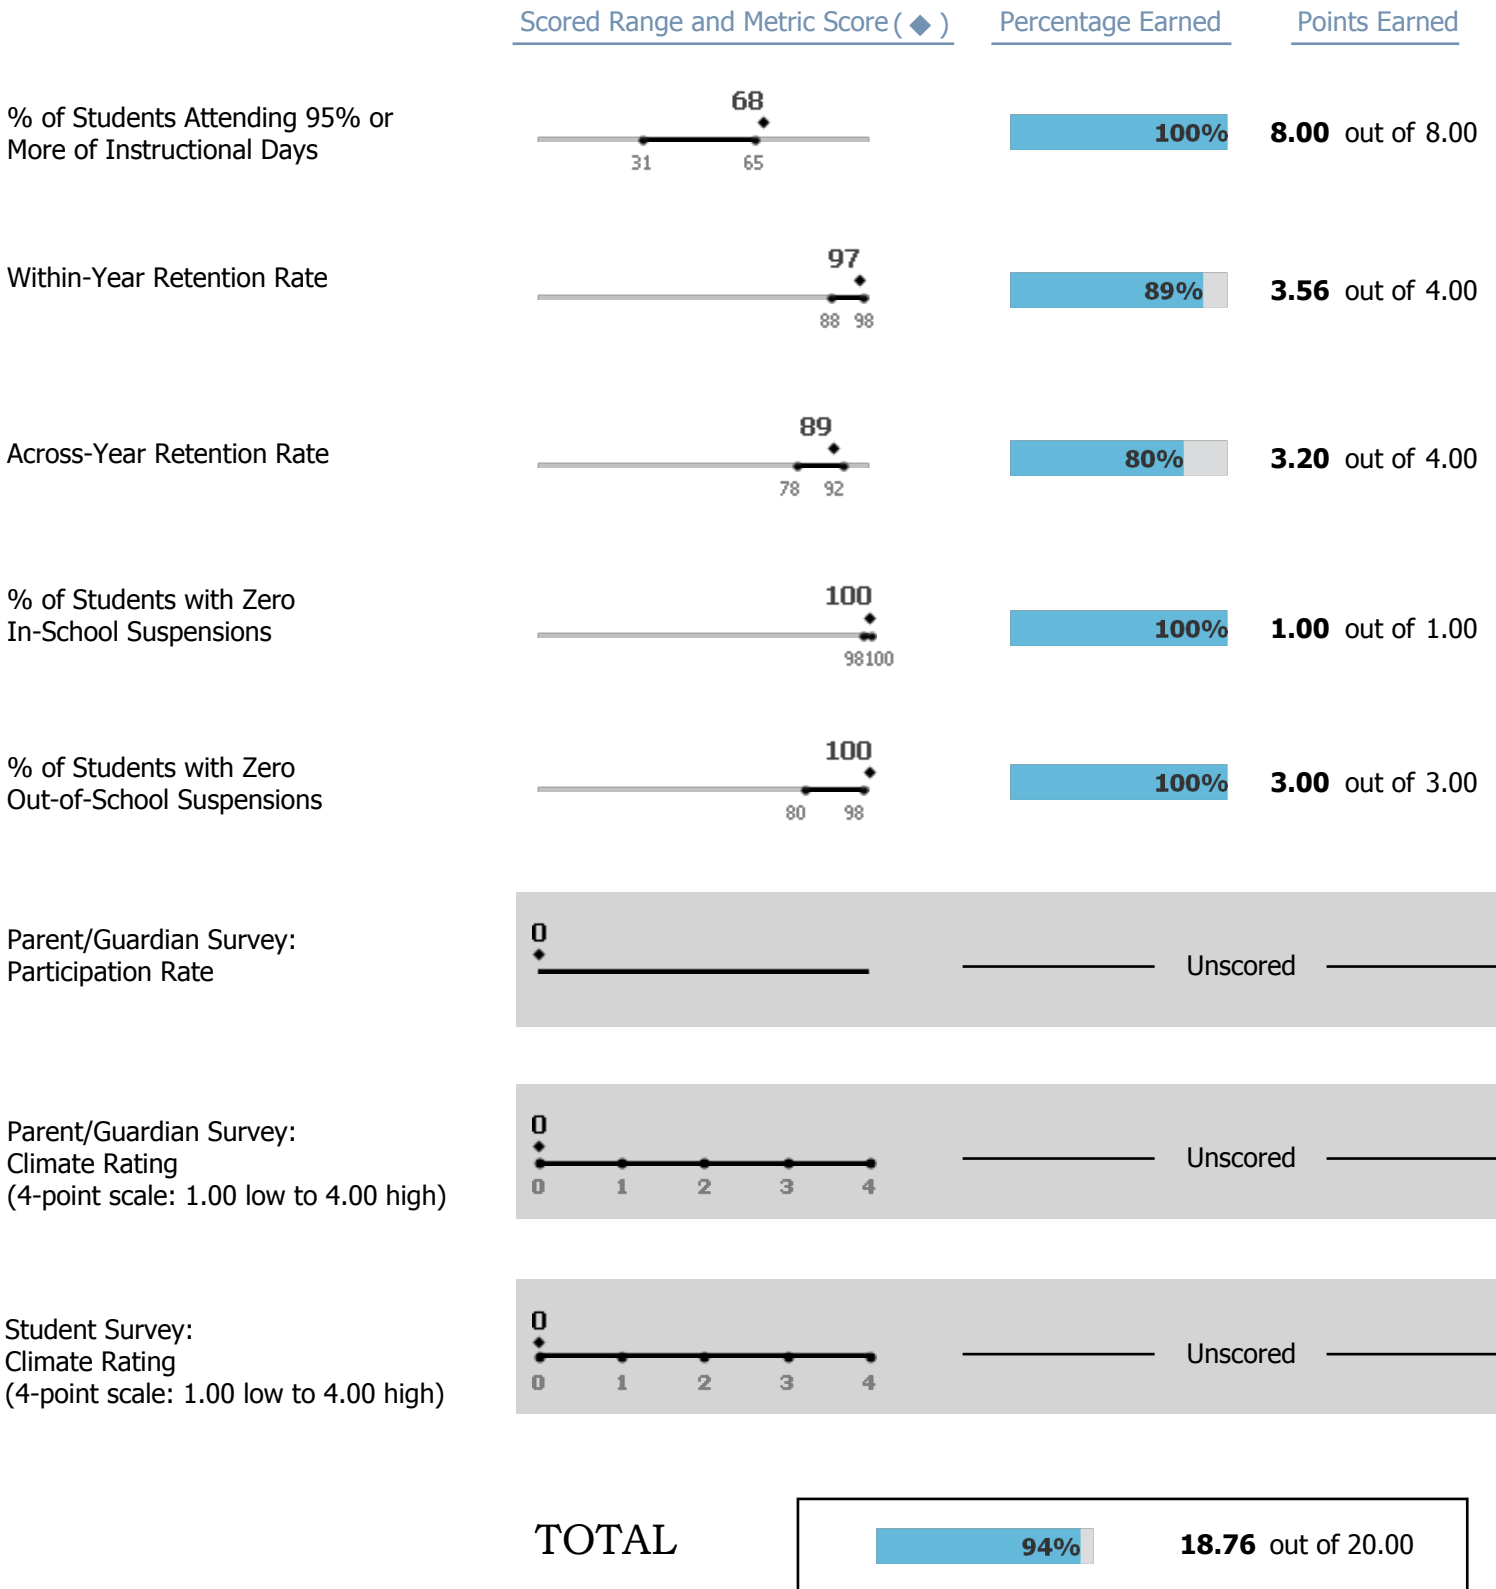 Scored Range and Metric Score ( ◆ ) Percentage Earned Points Earned
% of Students Attending 95% or
More of Instructional Days
68
31 65
100% 8.00 out of 8.00
Within-Year Retention Rate
97
88 98
89% 3.56 out of 4.00
Across-Year Retention Rate
89
78 92
80% 3.20 out of 4.00
% of Students with Zero
In-School Suspensions
100
98 100
100% 1.00 out of 1.00
% of Students with Zero
Out-of-School Suspensions
100
80 98
100% 3.00 out of 3.00
Parent/Guardian Survey:
Participation Rate
0
Unscored
Parent/Guardian Survey:
Climate Rating
(4-point scale: 1.00 low to 4.00 high)
0
0 1 2 3 4
Unscored
Student Survey:
Climate Rating
(4-point scale: 1.00 low to 4.00 high)
0
0 1 2 3 4
Unscored
TOTAL 94% 18.76 out of 20.00